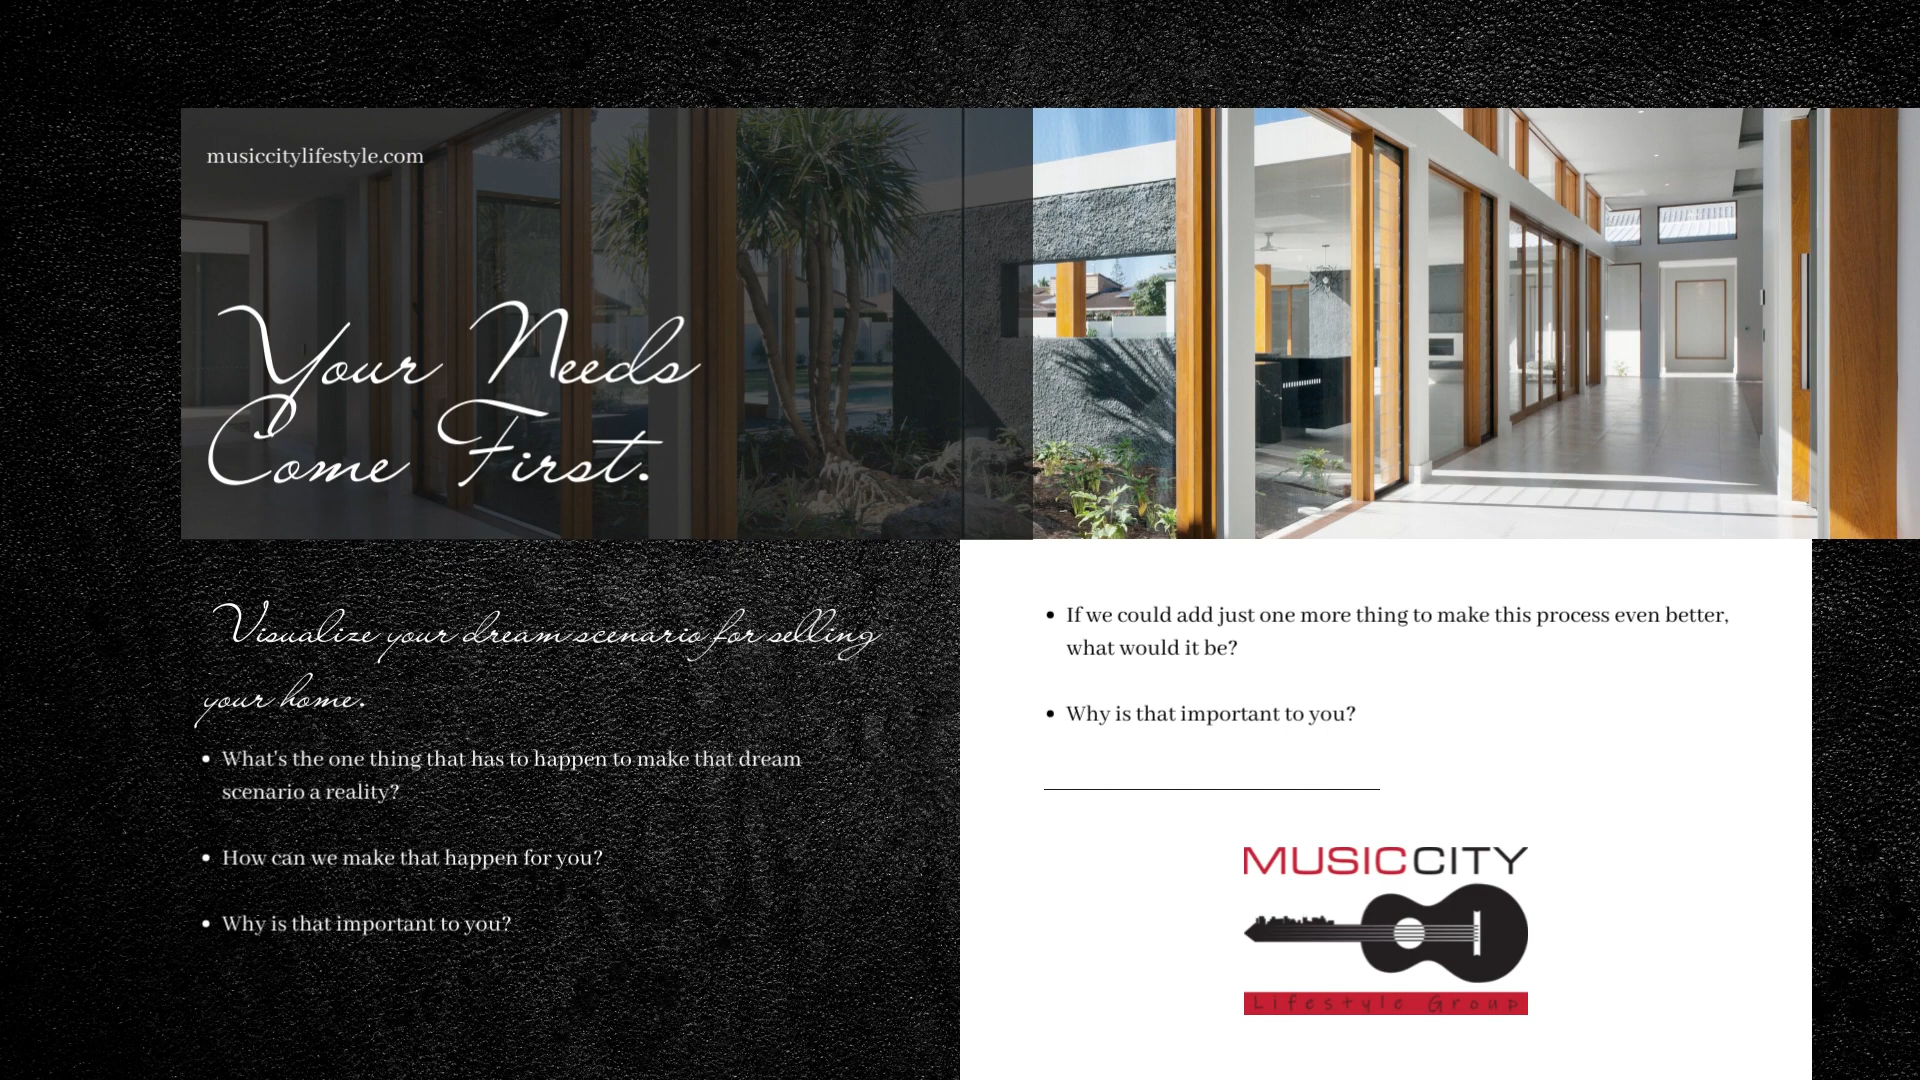 musiccitylifestyle.com
Your Needs
Come First.
Visualize your dream scenario for selling
your home.
• What's the one thing that has to happen to make that dream
scenario a reality?
• How can we make that happen for you?
• Why is that important to you?
• If we could add just one more thing to make this process even better,
what would it be?
• Why is that important to you?
MUSICCITY
Lifestyle Group